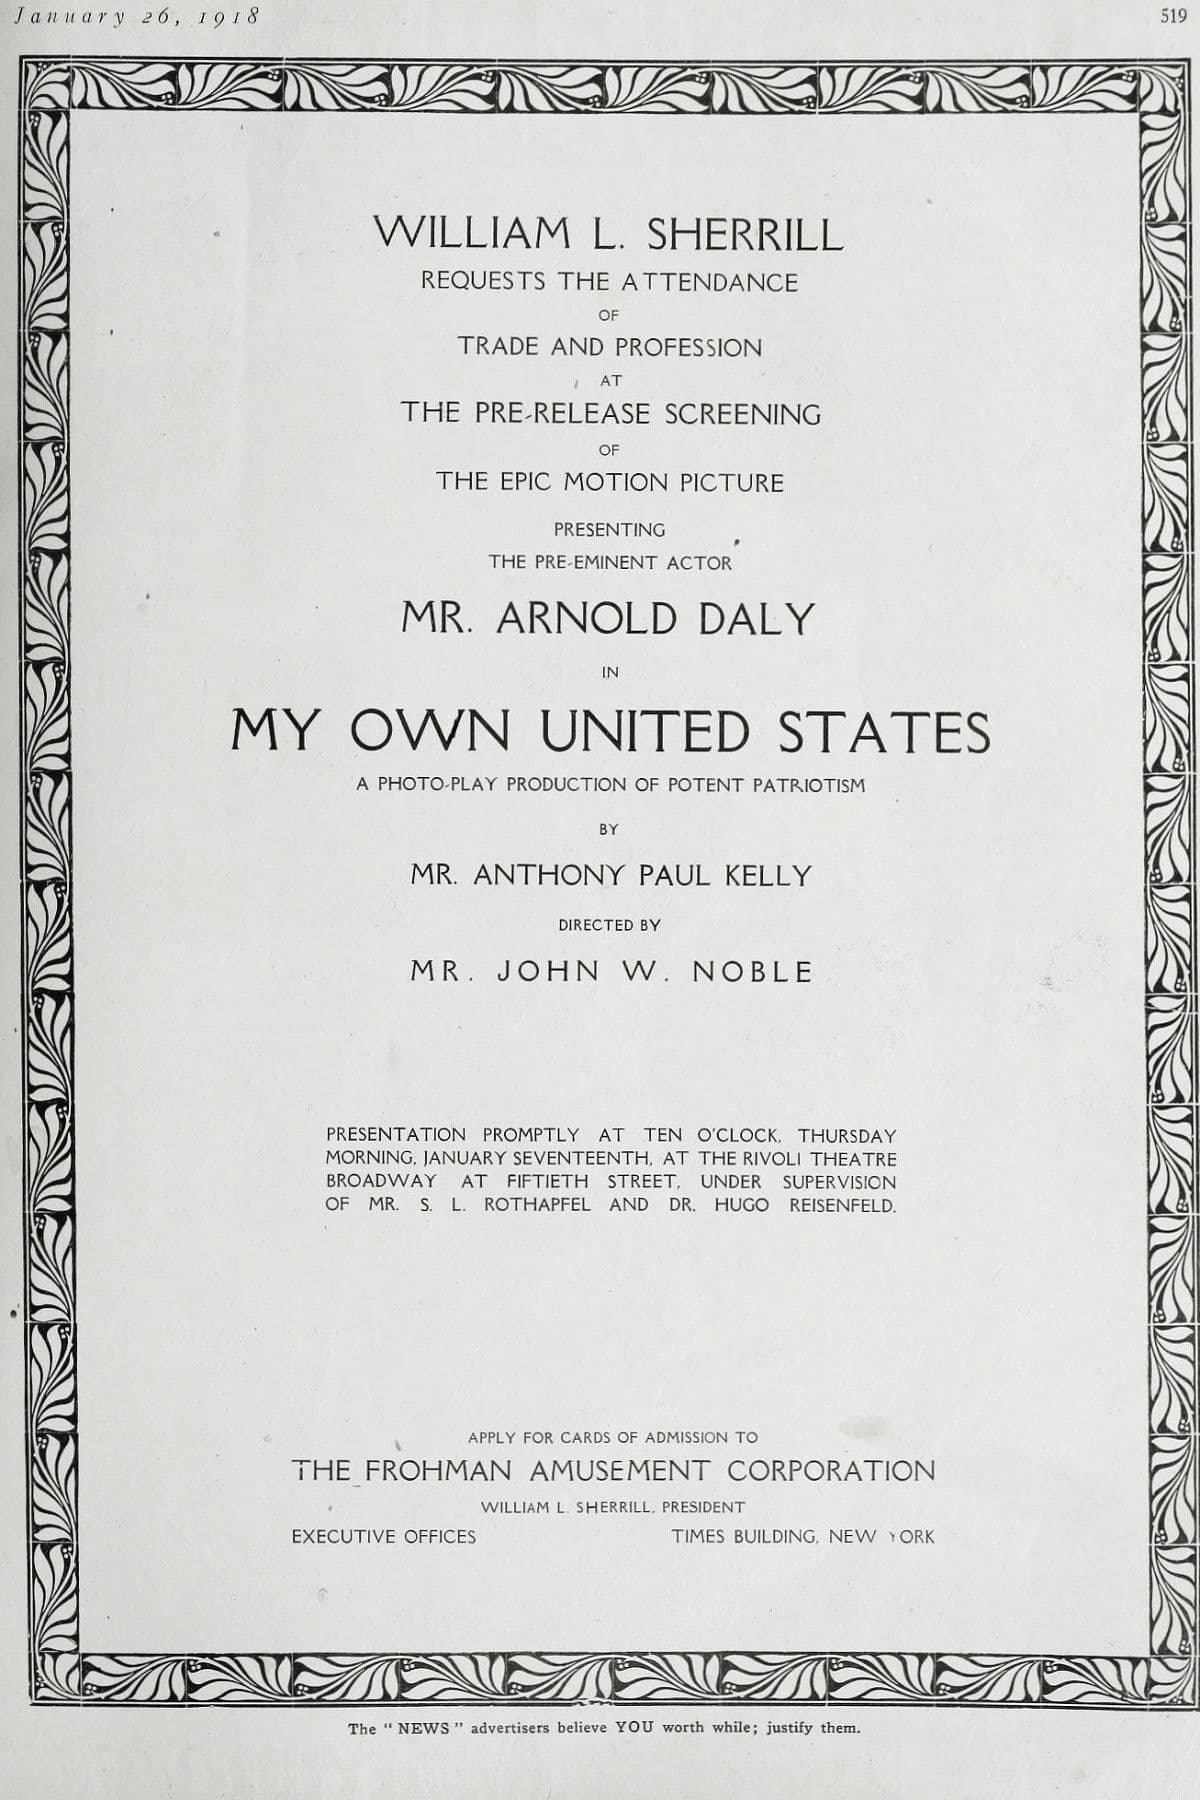 January 26, 1918
519
WILLIAM L. SHERRILL
REQUESTS THE ATTENDANCE
OF
TRADE AND PROFESSION
AT
THE PRE-RELEASE SCREENING
OF
THE EPIC MOTION PICTURE
PRESENTING
THE PRE-EMINENT ACTOR
MR. ARNOLD DALY
IN
MY OWN UNITED STATES
A PHOTO-PLAY PRODUCTION OF POTENT PATRIOTISM
BY
MR. ANTHONY PAUL KELLY
DIRECTED BY
MR. JOHN W. NOBLE
PRESENTATION PROMPTLY AT TEN O'CLOCK, THURSDAY
MORNING, JANUARY SEVENTEENTH, AT THE RIVOLI THEATRE
BROADWAY AT FIFTIETH STREET, UNDER SUPERVISION
OF MR. S. L. ROTHAPFEL AND DR. HUGO REISENFELD.
APPLY FOR CARDS OF ADMISSION TO
THE FROHMAN AMUSEMENT CORPORATION
WILLIAM L. SHERRILL, PRESIDENT
EXECUTIVE OFFICES TIMES BUILDING, NEW YORK
The "NEWS" advertisers believe YOU worth while; justify them.